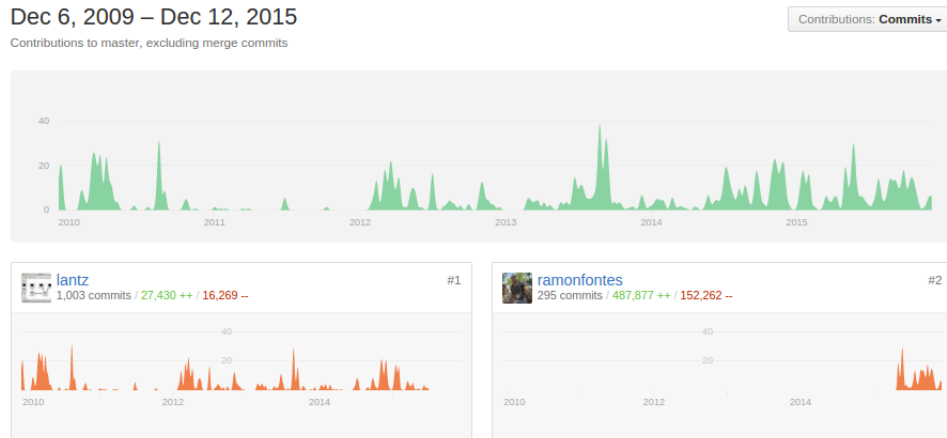 Dec 6, 2009 – Dec 12, 2015
Contributions: Commits
Contributions to master, excluding merge commits
40
20
0
2010 2011 2012 2013 2014 2015
lantz #1
1,003 commits / 27,430 ++ / 16,269 --
40
20
2010 2012 2014
ramonfontes #2
295 commits / 487,877 ++ / 152,262 --
40
20
2010 2012 2014